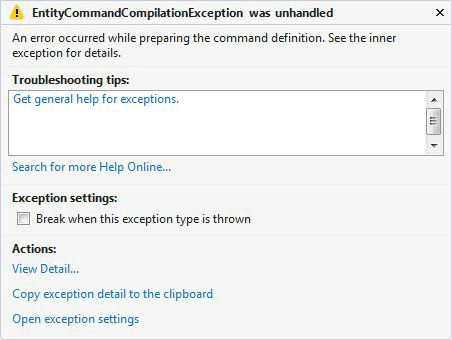 EntityCommandCompilationException was unhandled
An error occurred while preparing the command definition. See the inner
exception for details.
Troubleshooting tips:
Get general help for exceptions.
Search for more Help Online...
Exception settings:
Break when this exception type is thrown
Actions:
View Detail...
Copy exception detail to the clipboard
Open exception settings